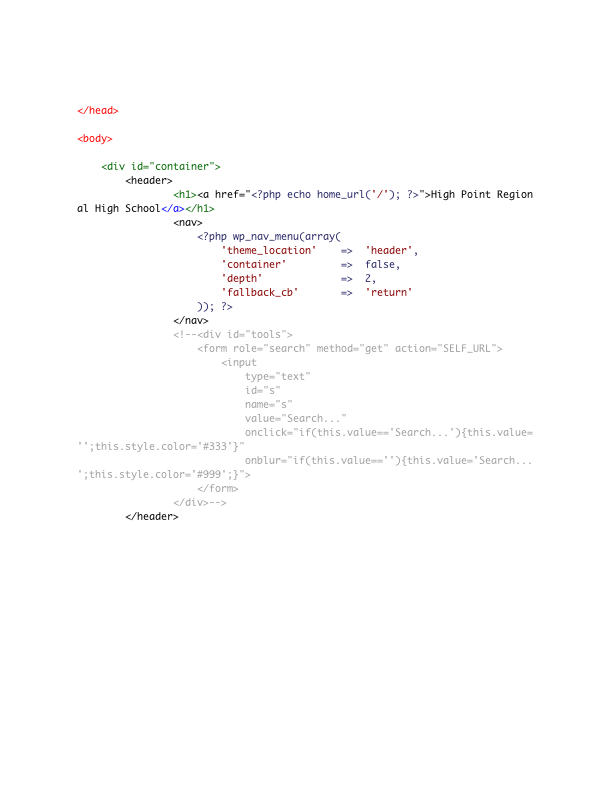 </head>
<body>
<div id="container">
<header>
<h1><a href="<?php echo home_url('/'); ?>">High Point Region
al High School</a></h1>
<nav>
<?php wp_nav_menu(array(
'theme_location' => 'header',
'container' => false,
'depth' => 2,
'fallback_cb' => 'return'
)); ?>
</nav>
<!--<div id="tools">
<form role="search" method="get" action="SELF_URL">
<input
type="text"
id="s"
name="s"
value="Search..."
onclick="if(this.value=='Search...'){this.value=
'';this.style.color='#333'}"
onblur="if(this.value==''){this.value='Search...
';this.style.color='#999';}">
</form>
</div>-->
</header>